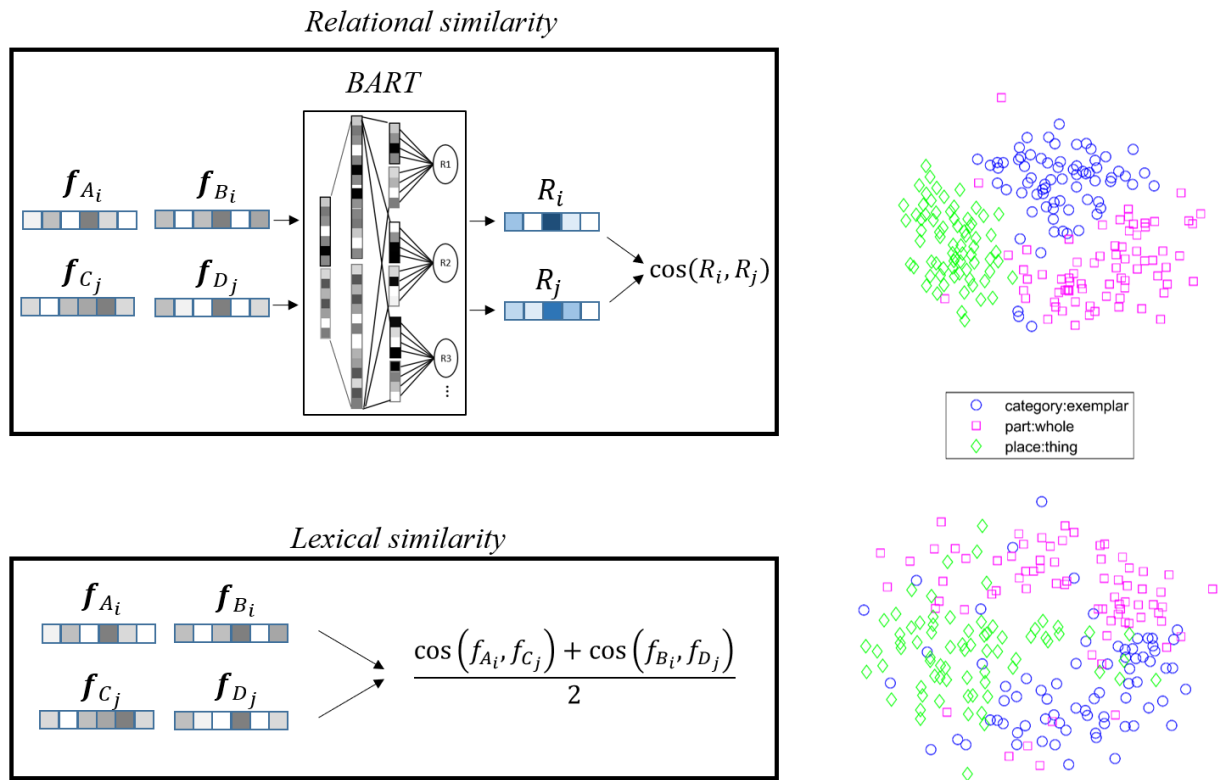 Relational similarity
BART
f_{A_i} f_{B_i}
f_{C_j} f_{D_j}
R1
R2
R3
⋮
R_i
R_j
cos(R_i, R_j)
category:exemplar
part:whole
place:thing
Lexical similarity
f_{A_i} f_{B_i}
f_{C_j} f_{D_j}
cos(f_{A_i}, f_{C_j}) + cos(f_{B_i}, f_{D_j})
2